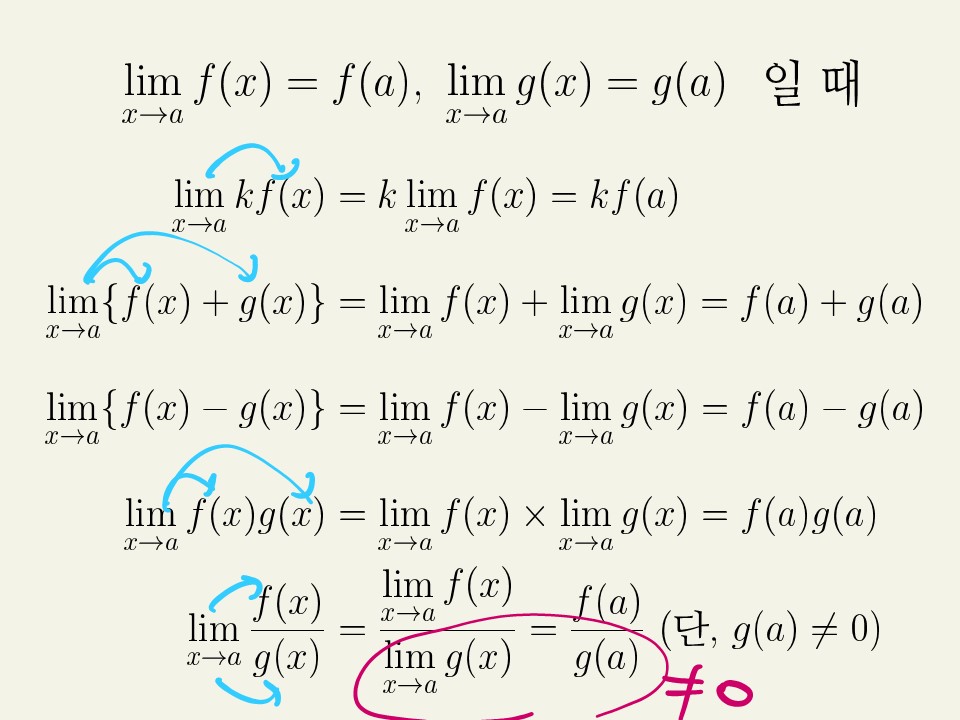 lim_{x→a} f(x) = f(a), lim_{x→a} g(x) = g(a) 일 때
lim_{x→a} kf(x) = k lim_{x→a} f(x) = kf(a)
lim_{x→a} {f(x) + g(x)} = lim_{x→a} f(x) + lim_{x→a} g(x) = f(a) + g(a)
lim_{x→a} {f(x) − g(x)} = lim_{x→a} f(x) − lim_{x→a} g(x) = f(a) − g(a)
lim_{x→a} f(x)g(x) = lim_{x→a} f(x) × lim_{x→a} g(x) = f(a)g(a)
lim_{x→a} f(x)/g(x) = lim_{x→a} f(x) / lim_{x→a} g(x) = f(a)/g(a) (단, g(a) ≠ 0)
≠0